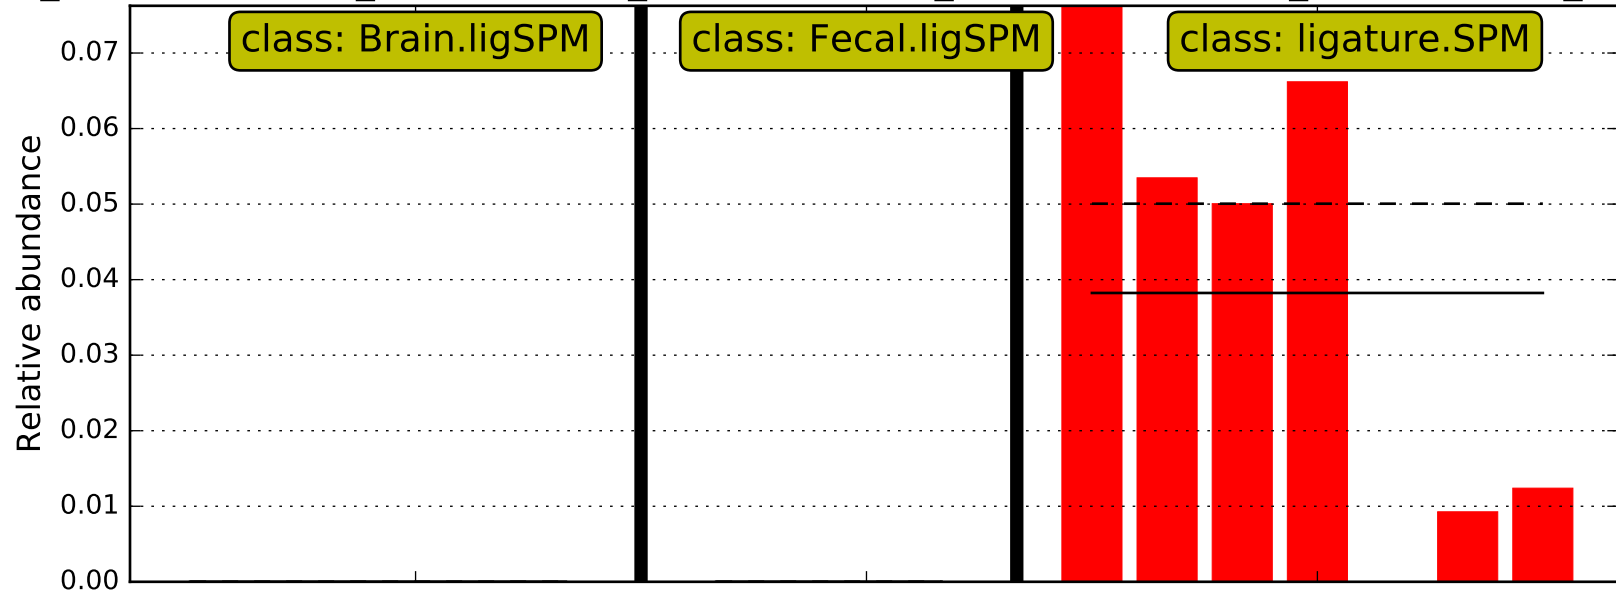 class: Brain.ligSPM
class: Fecal.ligSPM
class: ligature.SPM
Relative abundance
0.07
0.06
0.05
0.04
0.03
0.02
0.01
0.00